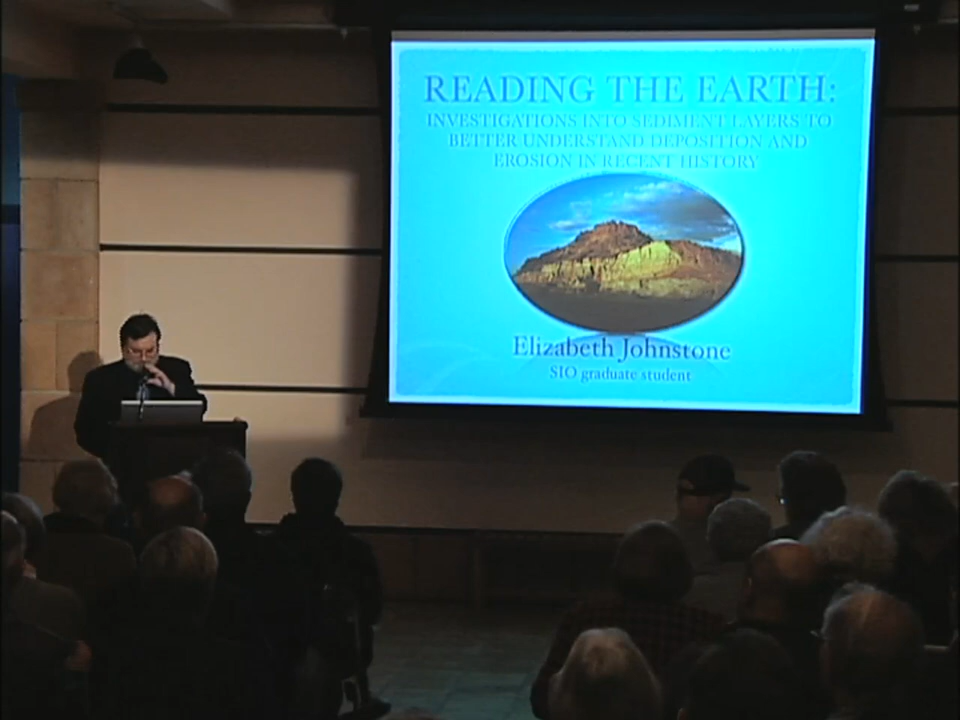 READING THE EARTH:
INVESTIGATIONS INTO SEDIMENT LAYERS TO
BETTER UNDERSTAND DEPOSITION AND
EROSION IN RECENT HISTORY
Elizabeth Johnstone
SIO graduate student